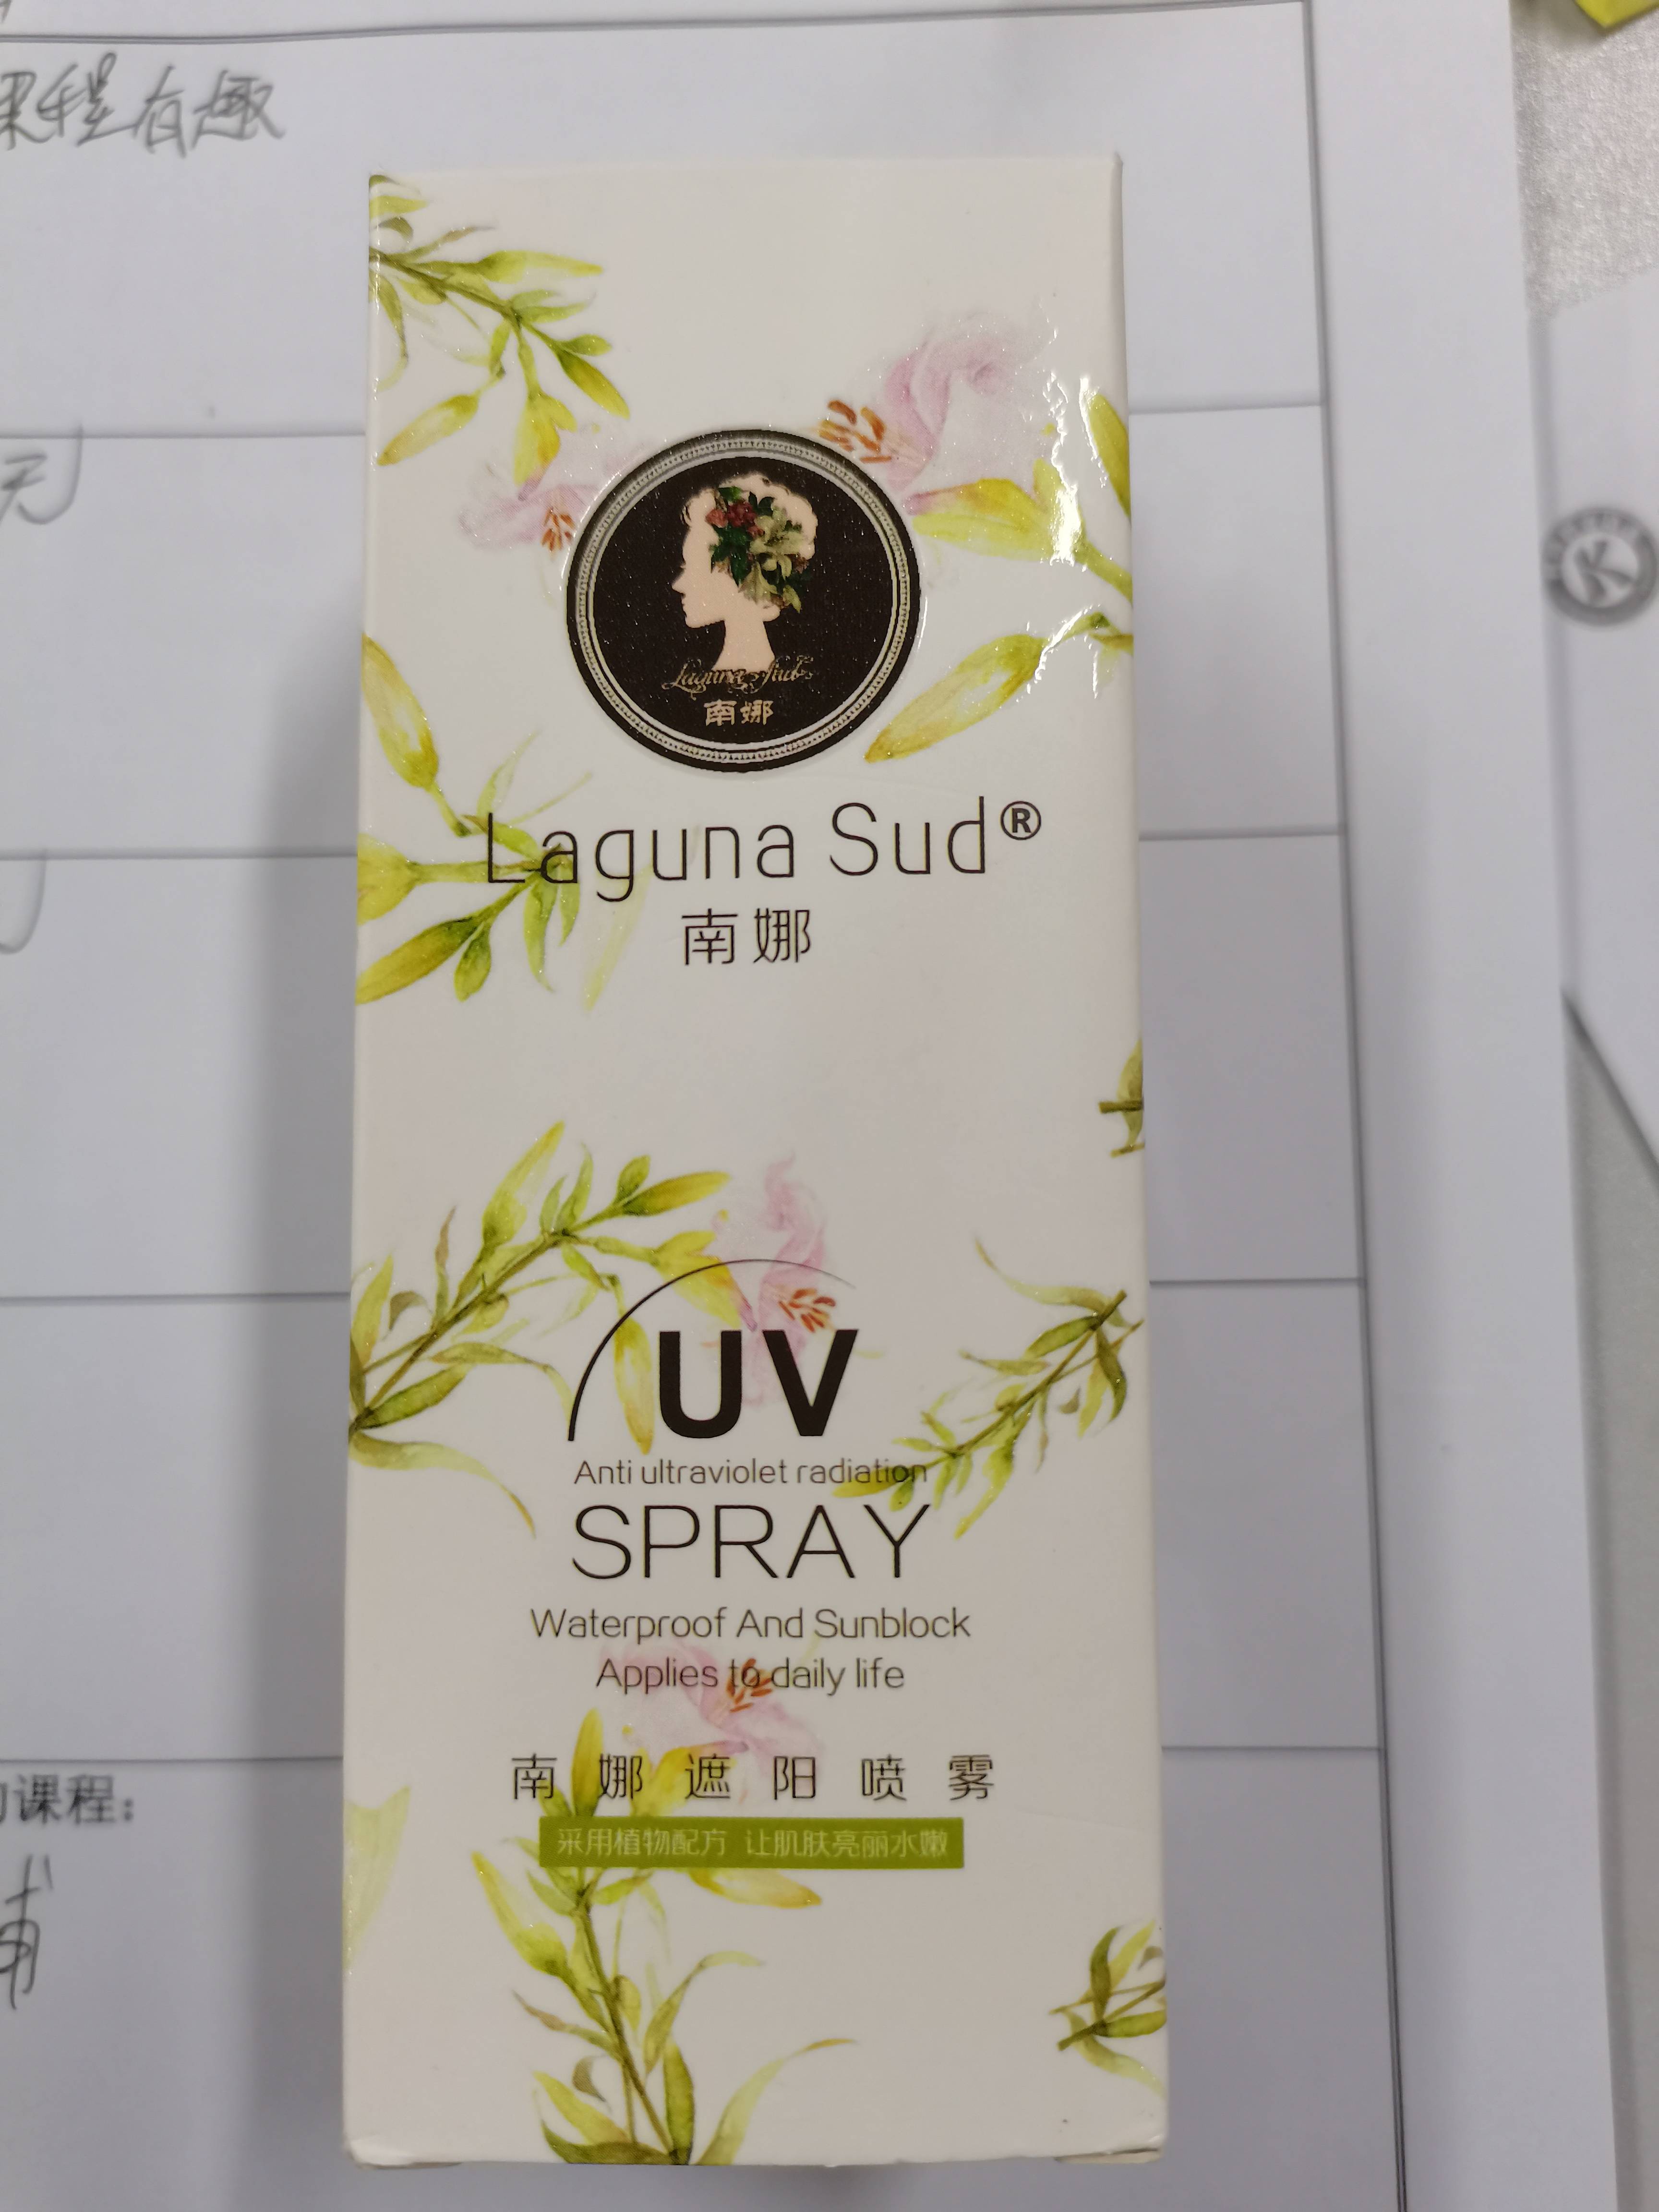 课程有趣
Laguna Sud
南娜
Laguna Sud®
南娜
UV
Anti ultraviolet radiation
SPRAY
Waterproof And Sunblock
Applies to daily life
南娜遮阳喷雾
采用植物配方 让肌肤亮丽水嫩
课程：
K